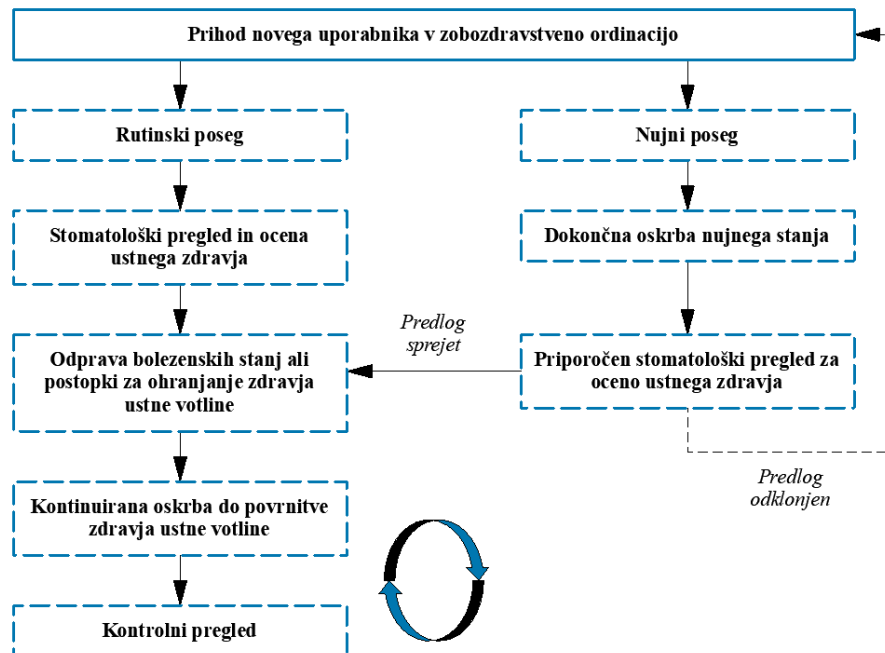 Prihod novega uporabnika v zobozdravstveno ordinacijo
Rutinski poseg
Nujni poseg
Stomatološki pregled in ocena
ustnega zdravja
Dokončna oskrba nujnega stanja
Predlog
sprejet
Odprava bolezenskih stanj ali
postopki za ohranjanje zdravja
ustne votline
Priporočen stomatološki pregled za
oceno ustnega zdravja
Predlog
odklonjen
Kontinuirana oskrba do povrnitve
zdravja ustne votline
Kontrolni pregled